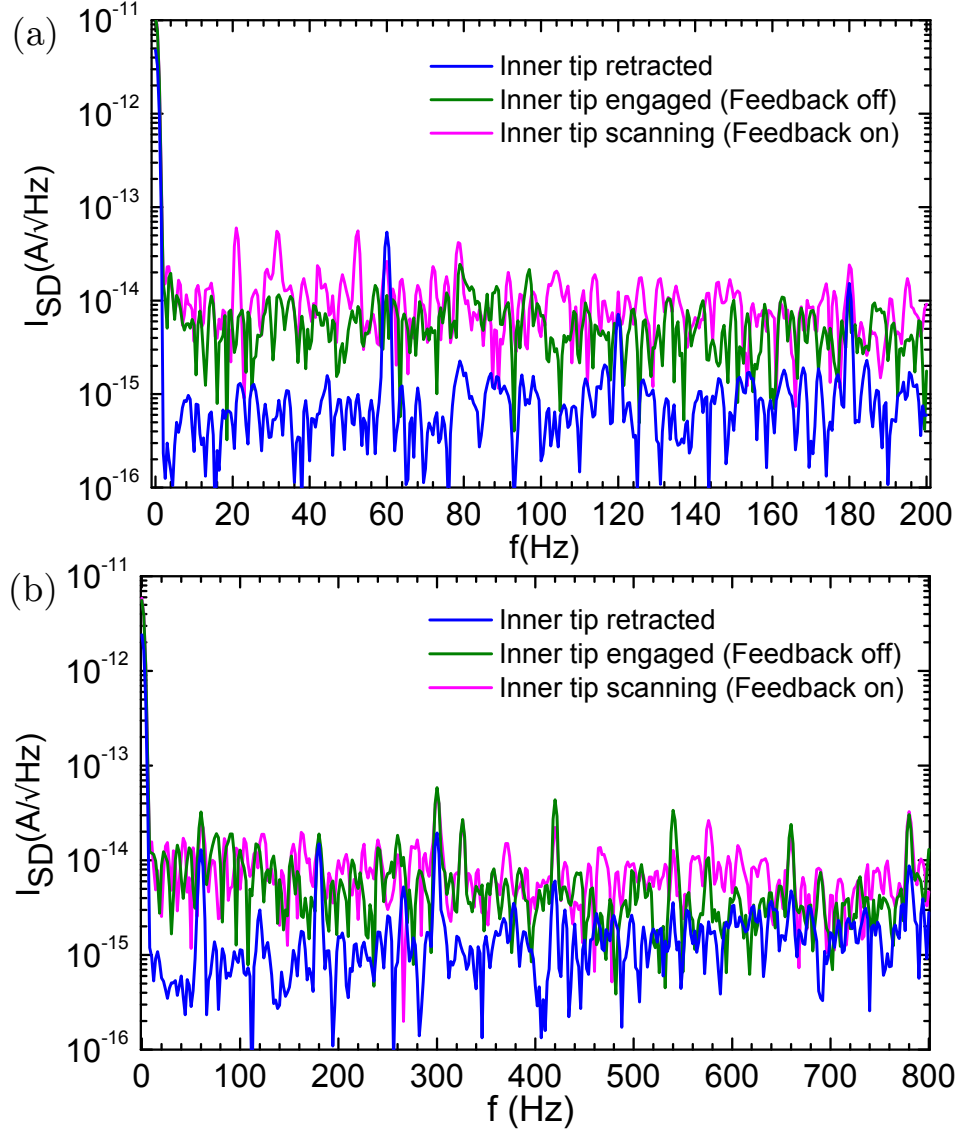 (a)
10^-11
10^-12
10^-13
10^-14
10^-15
10^-16
I_SD(A/√Hz)
Inner tip retracted
Inner tip engaged (Feedback off)
Inner tip scanning (Feedback on)
0 20 40 60 80 100 120 140 160 180 200
f(Hz)
(b)
10^-11
10^-12
10^-13
10^-14
10^-15
10^-16
I_SD(A/√Hz)
Inner tip retracted
Inner tip engaged (Feedback off)
Inner tip scanning (Feedback on)
0 100 200 300 400 500 600 700 800
f (Hz)